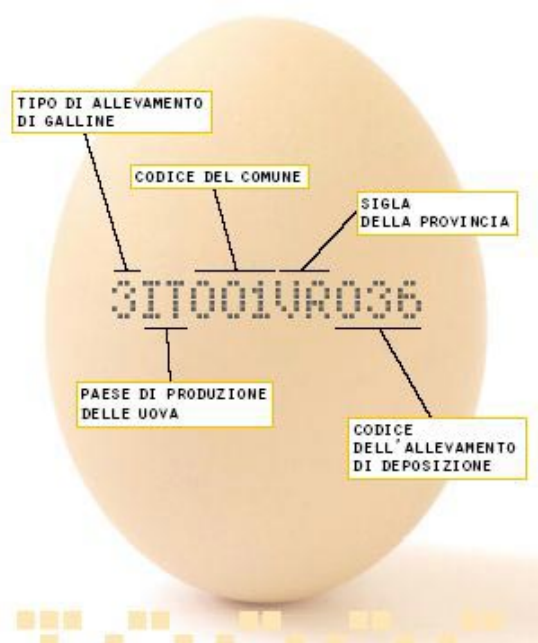 TIPO DI ALLEVAMENTO
DI GALLINE
CODICE DEL COMUNE
SIGLA
DELLA PROVINCIA
3IT001VR036
PAESE DI PRODUZIONE
DELLE UOVA
CODICE
DELL'ALLEVAMENTO
DI DEPOSIZIONE